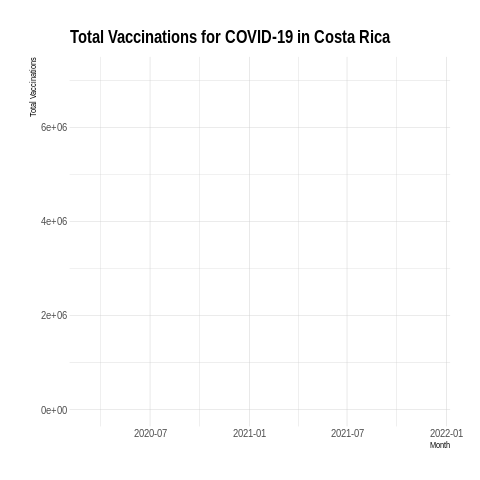 Total Vaccinations for COVID-19 in Costa Rica
Total Vaccinations
6e+06
4e+06
2e+06
0e+00
2020-07 2021-01 2021-07 2022-01
Month